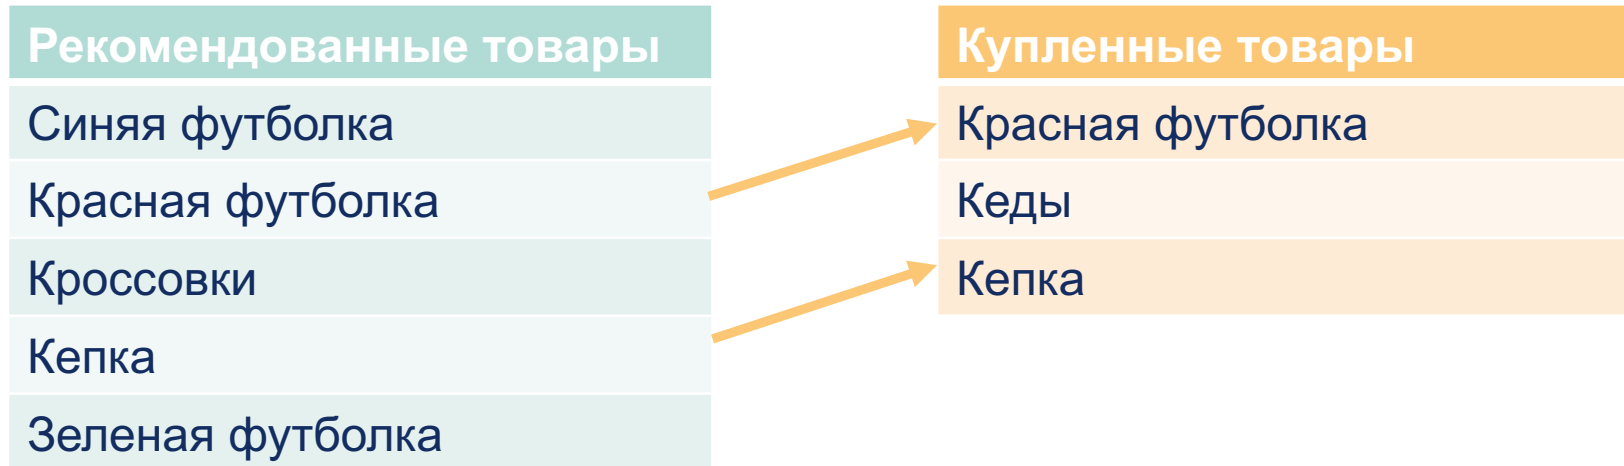 Рекомендованные товары
Синяя футболка
Красная футболка
Кроссовки
Кепка
Зеленая футболка
Купленные товары
Красная футболка
Кеды
Кепка